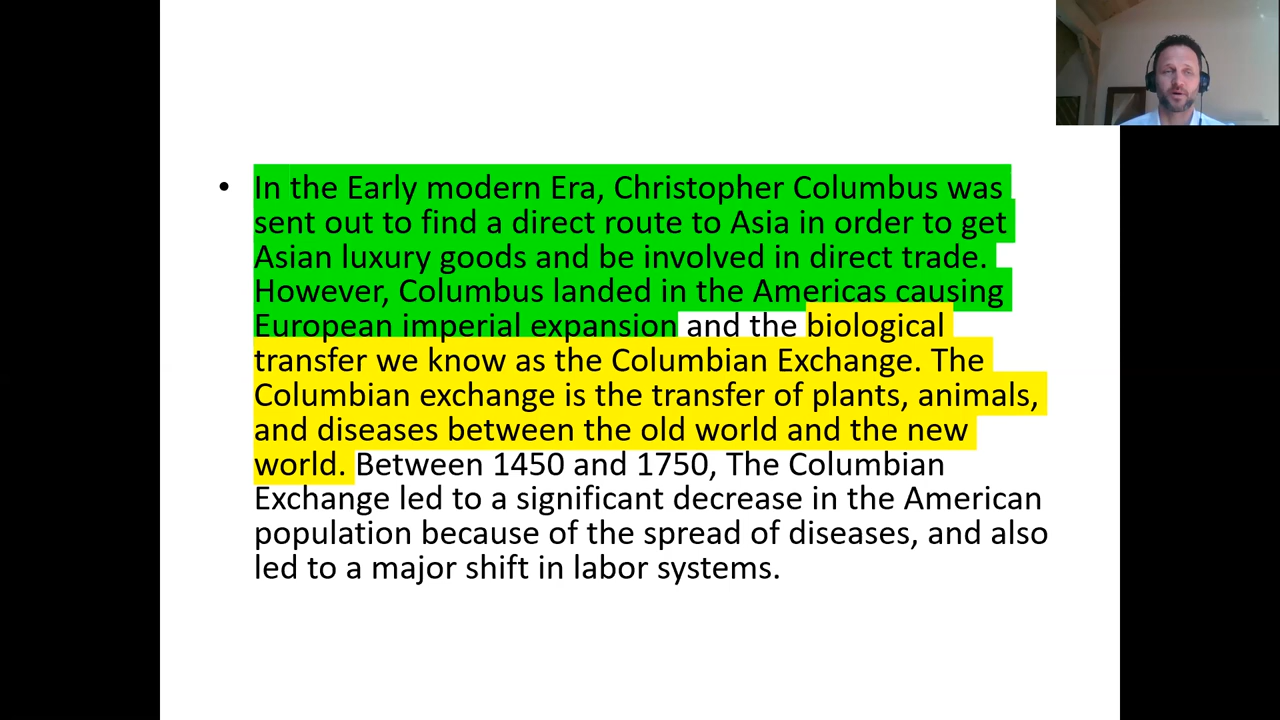 • In the Early modern Era, Christopher Columbus was
sent out to find a direct route to Asia in order to get
Asian luxury goods and be involved in direct trade.
However, Columbus landed in the Americas causing
European imperial expansion and the biological
transfer we know as the Columbian Exchange. The
Columbian exchange is the transfer of plants, animals,
and diseases between the old world and the new
world. Between 1450 and 1750, The Columbian
Exchange led to a significant decrease in the American
population because of the spread of diseases, and also
led to a major shift in labor systems.